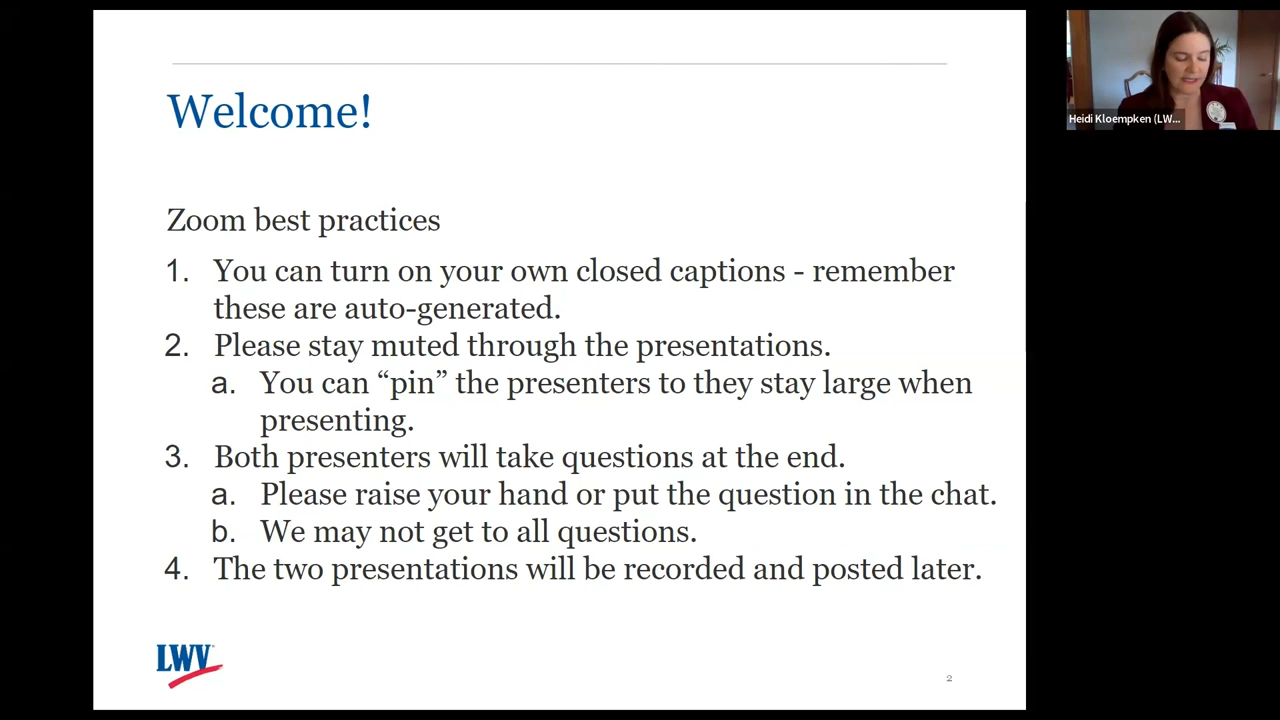 Welcome!
Zoom best practices
1. You can turn on your own closed captions - remember
these are auto-generated.
2. Please stay muted through the presentations.
a. You can “pin” the presenters to they stay large when
presenting.
3. Both presenters will take questions at the end.
a. Please raise your hand or put the question in the chat.
b. We may not get to all questions.
4. The two presentations will be recorded and posted later.
LWV
2
Heidi Kloempken (LW...